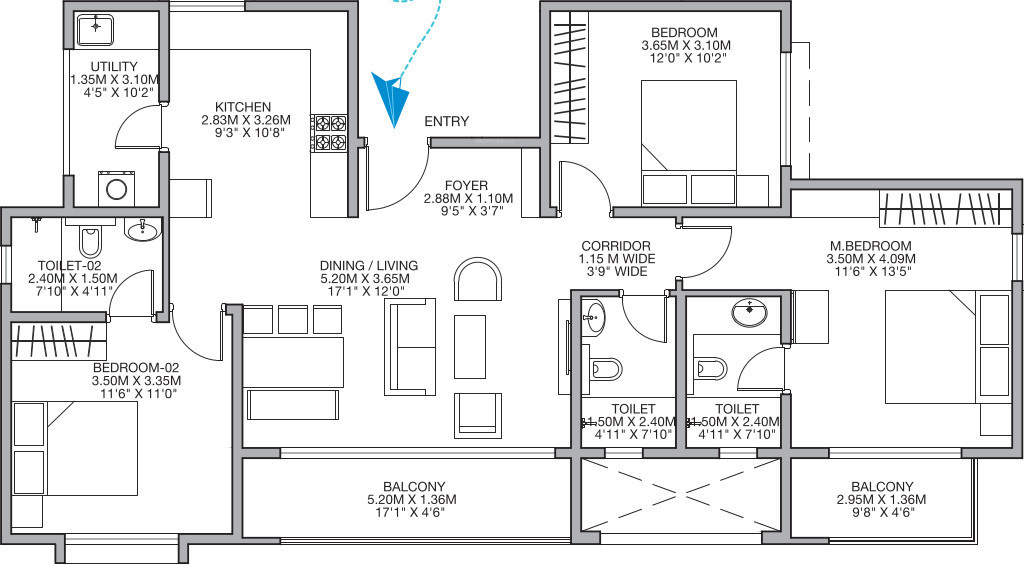 BEDROOM
3.65M X 3.10M
12'0" X 10'2"
UTILITY
1.35M X 3.10M
4'5" X 10'2"
KITCHEN
2.83M X 3.26M
9'3" X 10'8"
ENTRY
FOYER
2.88M X 1.10M
9'5" X 3'7"
TOILET-02
2.40M X 1.50M
7'10" X 4'11"
DINING / LIVING
5.20M X 3.65M
17'1" X 12'0"
CORRIDOR
1.15 M WIDE
3'9" WIDE
M.BEDROOM
3.50M X 4.09M
11'6" X 13'5"
BEDROOM-02
3.50M X 3.35M
11'6" X 11'0"
TOILET
1.50M X 2.40M
4'11" X 7'10"
TOILET
1.50M X 2.40M
4'11" X 7'10"
BALCONY
5.20M X 1.36M
17'1" X 4'6"
BALCONY
2.95M X 1.36M
9'8" X 4'6"